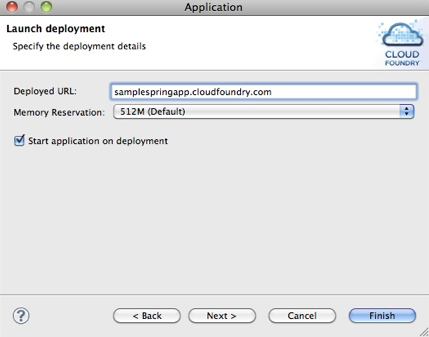 Application
Launch deployment
Specify the deployment details
CLOUD
FOUNDRY
Deployed URL: samplespringapp.cloudfoundry.com
Memory Reservation: 512M (Default)
Start application on deployment
? < Back Next > Cancel Finish